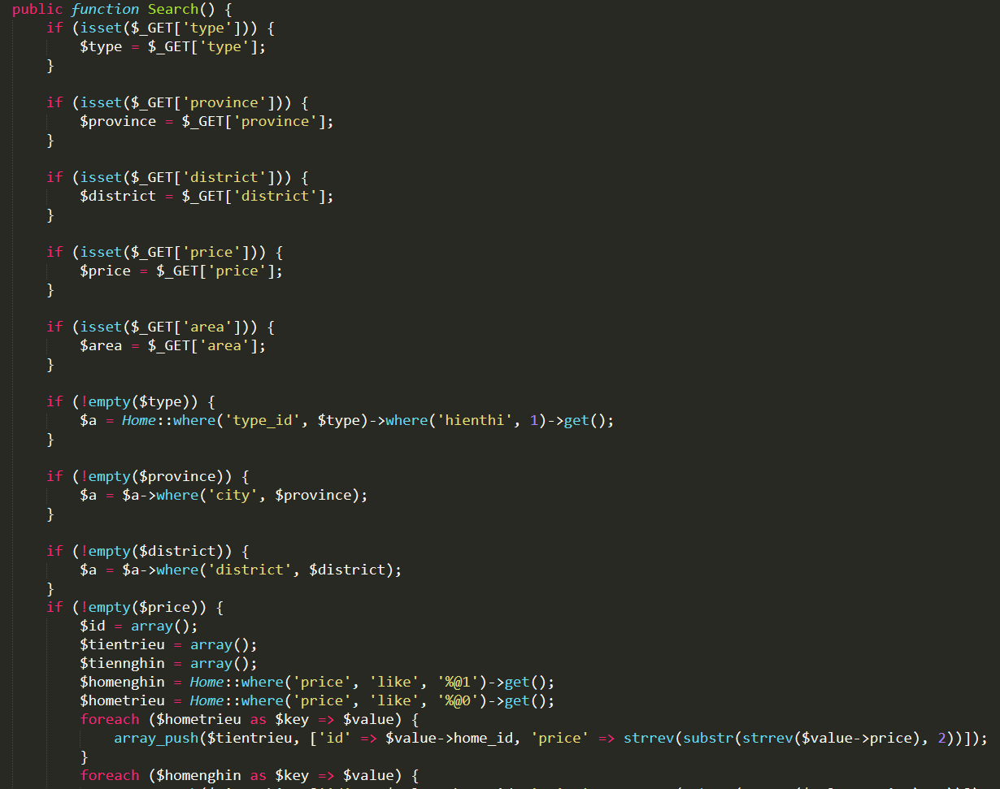 public function Search() {
    if (isset($_GET['type'])) {
        $type = $_GET['type'];
    }

    if (isset($_GET['province'])) {
        $province = $_GET['province'];
    }

    if (isset($_GET['district'])) {
        $district = $_GET['district'];
    }

    if (isset($_GET['price'])) {
        $price = $_GET['price'];
    }

    if (isset($_GET['area'])) {
        $area = $_GET['area'];
    }

    if (!empty($type)) {
        $a = Home::where('type_id', $type)->where('hienthi', 1)->get();
    }

    if (!empty($province)) {
        $a = $a->where('city', $province);
    }

    if (!empty($district)) {
        $a = $a->where('district', $district);
    }
    if (!empty($price)) {
        $id = array();
        $tientrieu = array();
        $tiennghin = array();
        $homenghin = Home::where('price', 'like', '%@1')->get();
        $hometrieu = Home::where('price', 'like', '%@0')->get();
        foreach ($hometrieu as $key => $value) {
            array_push($tientrieu, ['id' => $value->home_id, 'price' => strrev(substr(strrev($value->price), 2))]);
        }
        foreach ($homenghin as $key => $value) {